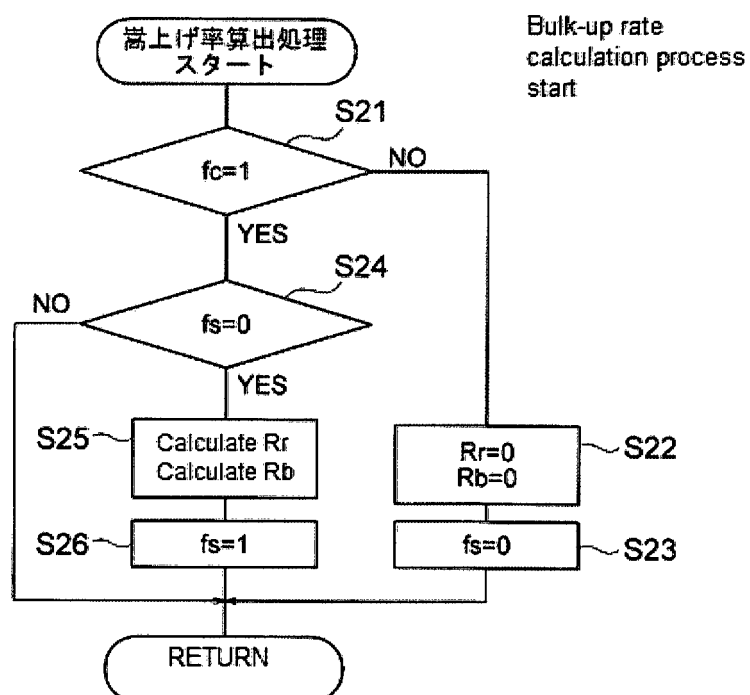 嵩上げ率算出処理
スタート
Bulk-up rate
calculation process
start
S21
fc=1
NO
YES
S24
NO
fs=0
YES
S25
Calculate Rr
Calculate Rb
Rr=0
Rb=0
S22
S26
fs=1
fs=0
S23
RETURN